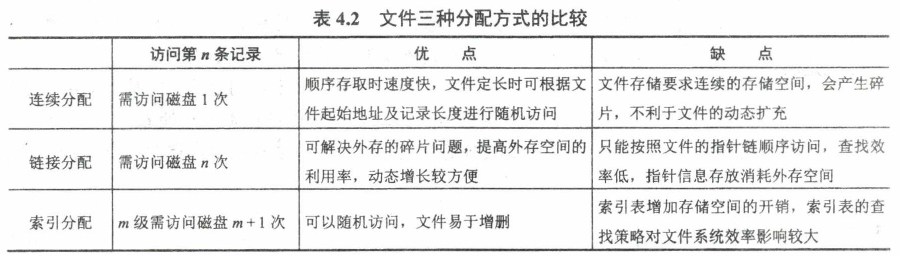 表 4.2 文件三种分配方式的比较
访问第 n 条记录 优 点 缺 点
连续分配 需访问磁盘 1 次 顺序存取时速度快，文件定长时可根据文件起始地址及记录长度进行随机访问 文件存储要求连续的存储空间，会产生碎片，不利于文件的动态扩充
链接分配 需访问磁盘 n 次 可解决外存的碎片问题，提高外存空间的利用率，动态增长较方便 只能按照文件的指针链顺序访问，查找效率低，指针信息存放消耗外存空间
索引分配 m 级需访问磁盘 m + 1 次 可以随机访问，文件易于增删 索引表增加存储空间的开销，索引表的查找策略对文件系统效率影响较大